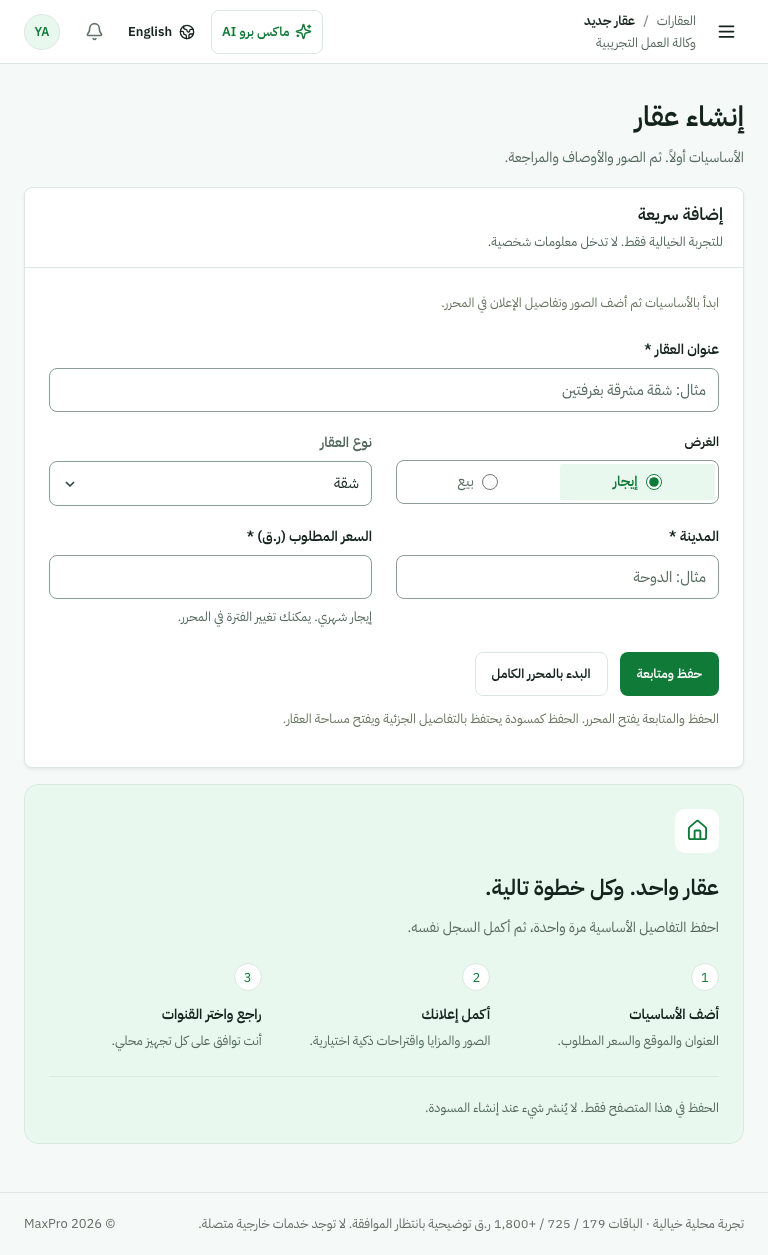 العقارات / عقار جديد
وكالة العمل التجريبية
ماكس برو AI
English
YA
إنشاء عقار
الأساسيات أولاً. ثم الصور والأوصاف والمراجعة.
إضافة سريعة
للتجربة الخيالية فقط. لا تدخل معلومات شخصية.
ابدأ بالأساسيات ثم أضف الصور وتفاصيل الإعلان في المحرر.
عنوان العقار *
مثال: شقة مشرقة بغرفتين
الغرض
إيجار
بيع
نوع العقار
شقة
المدينة *
مثال: الدوحة
السعر المطلوب (ر.ق) *
إيجار شهري. يمكنك تغيير الفترة في المحرر.
حفظ ومتابعة
البدء بالمحرر الكامل
الحفظ والمتابعة يفتح المحرر. الحفظ كمسودة يحتفظ بالتفاصيل الجزئية ويفتح مساحة العقار.
عقار واحد. وكل خطوة تالية.
احفظ التفاصيل الأساسية مرة واحدة، ثم أكمل السجل نفسه.
1
أضف الأساسيات
العنوان والموقع والسعر المطلوب.
2
أكمل إعلانك
الصور والمزايا واقتراحات ذكية اختيارية.
3
راجع واختر القنوات
أنت توافق على كل تجهيز محلي.
الحفظ في هذا المتصفح فقط. لا يُنشر شيء عند إنشاء المسودة.
تجربة محلية خيالية · الباقات 179 / 725 / +1,800 ر.ق توضيحية بانتظار الموافقة. لا توجد خدمات خارجية متصلة.
© 2026 MaxPro